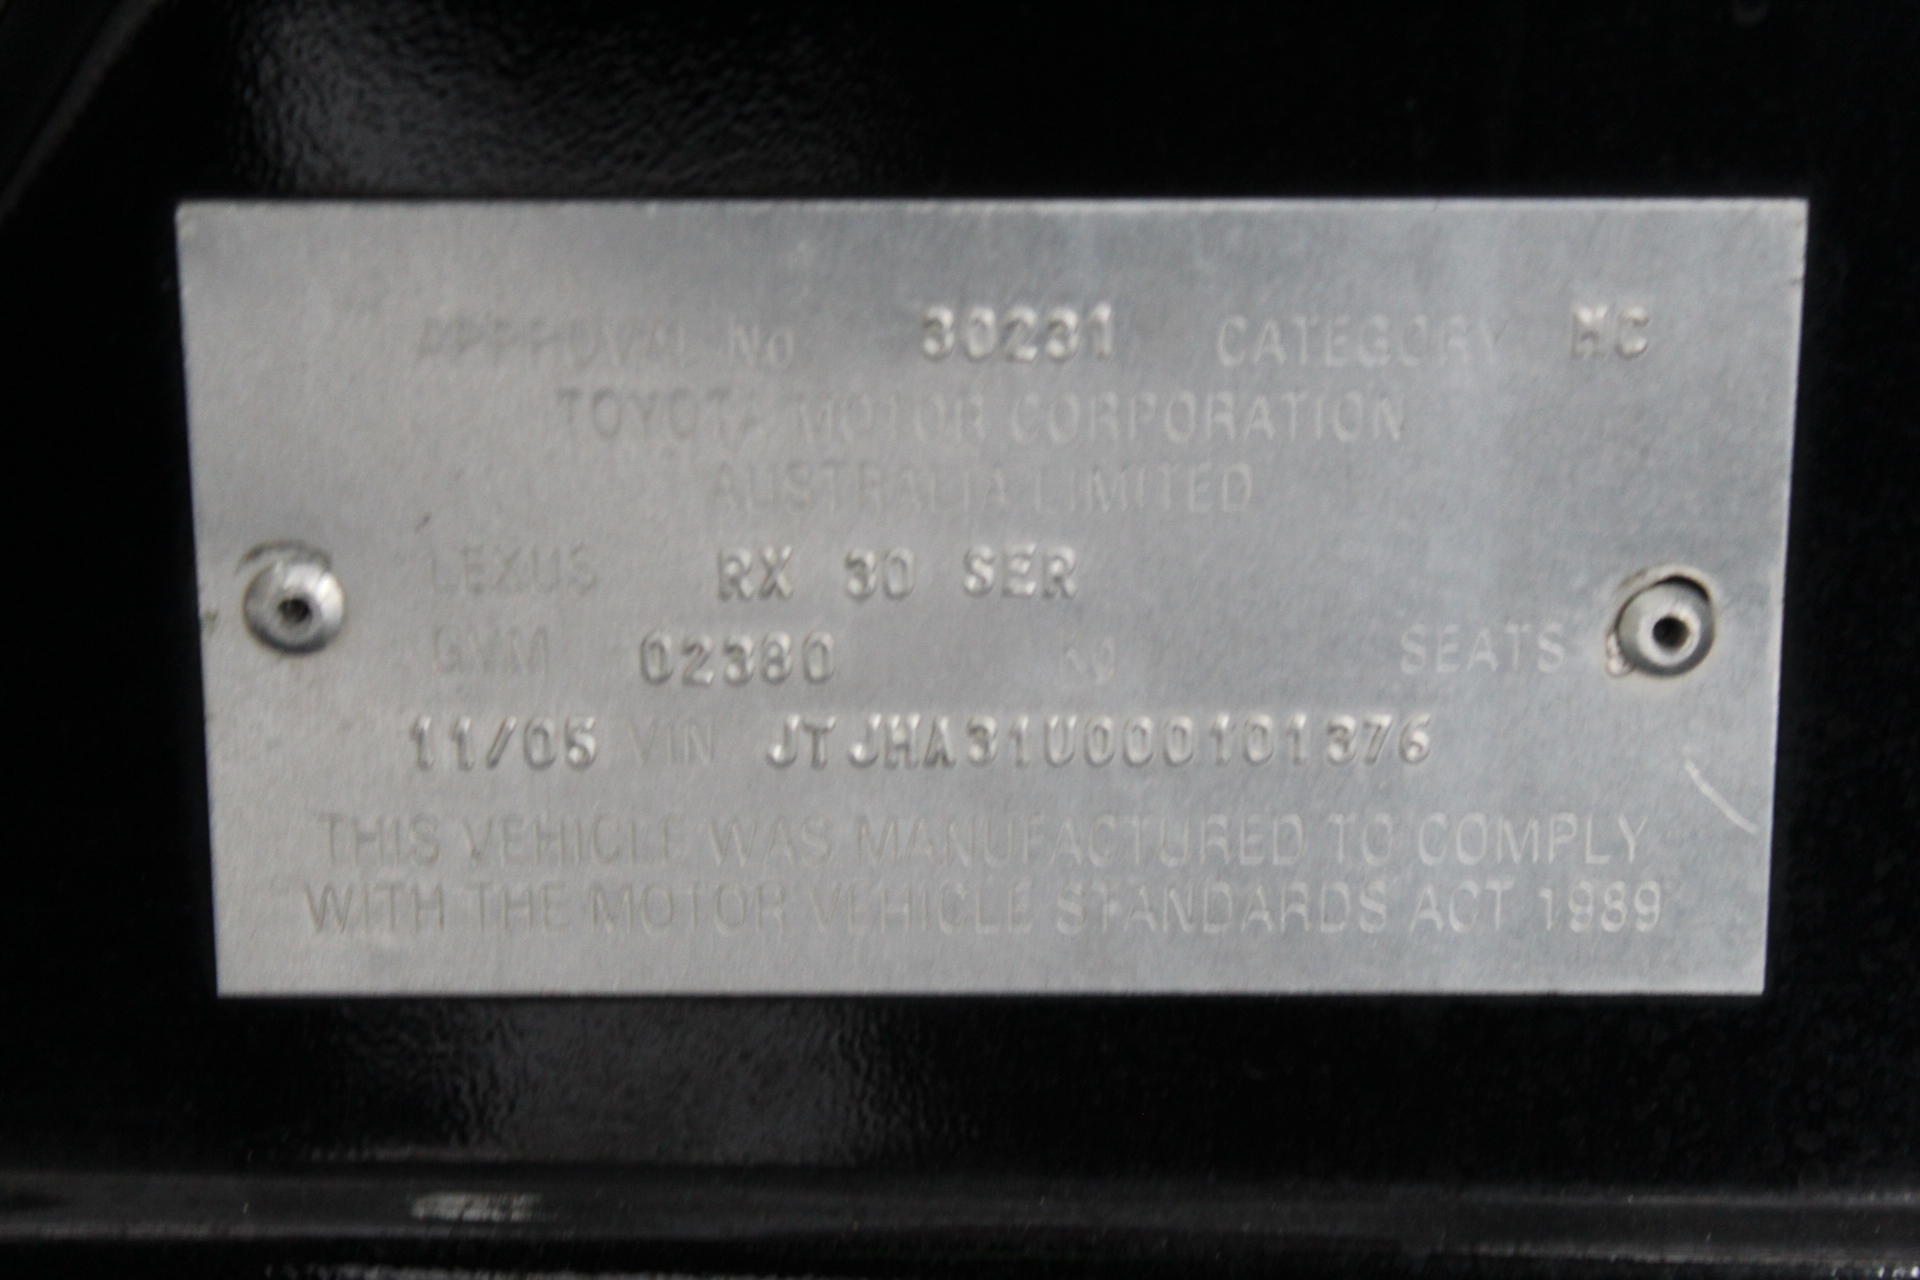 APPROVAL No 30231 CATEGORY MC
TOYOTA MOTOR CORPORATION
AUSTRALIA LIMITED
LEXUS RX 30 SER
GVM 02380 kg SEATS
11/05 VIN JTJHA31U000101376
THIS VEHICLE WAS MANUFACTURED TO COMPLY
WITH THE MOTOR VEHICLE STANDARDS ACT 1989